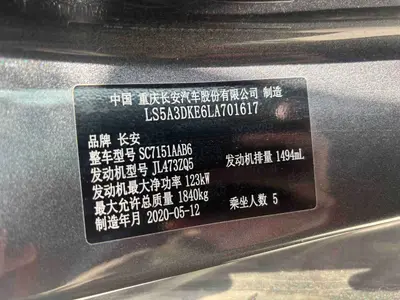 中国 重庆长安汽车股份有限公司 制造
LS5A3DKE6LA701617
品牌 长安
整车型号 SC7151AAB6
发动机型号 JL473ZQ5 发动机排量 1494mL
发动机最大净功率 123kW
最大允许总质量 1840kg
制造年月 2020-05-12 乘坐人数 5